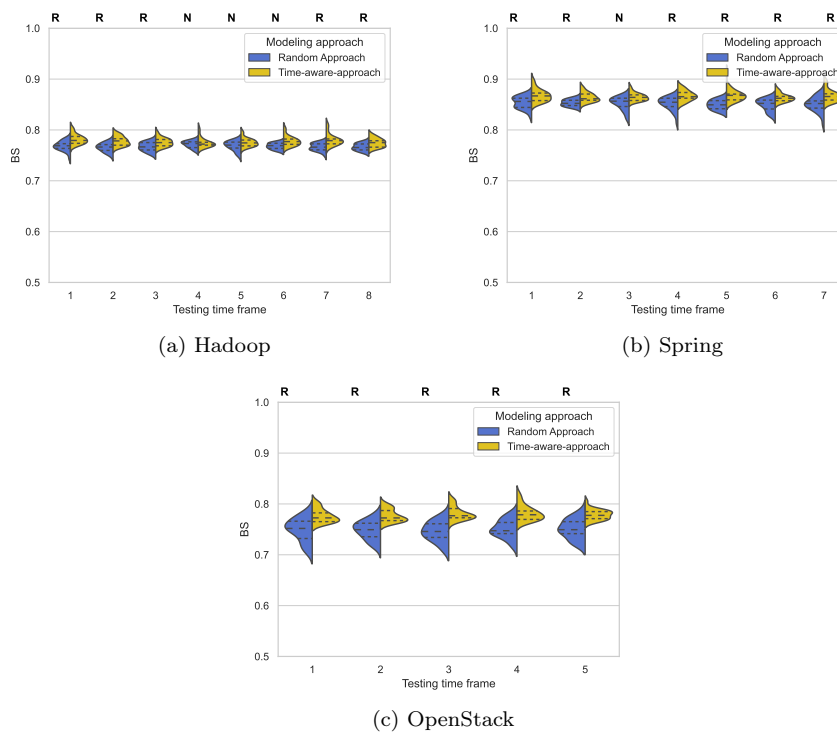 R R R N N N R R
1.0
Modeling approach
Random Approach
0.9
Time-aware-approach
0.8
BS
0.7
0.6
0.5
1 2 3 4 5 6 7 8
Testing time frame
(a) Hadoop
R R N R R R R
1.0
Modeling approach
Random Approach
0.9
Time-aware-approach
0.8
BS
0.7
0.6
0.5
1 2 3 4 5 6 7
Testing time frame
(b) Spring
R R R R R
1.0
Modeling approach
Random Approach
0.9
Time-aware-approach
0.8
BS
0.7
0.6
0.5
1 2 3 4 5
Testing time frame
(c) OpenStack